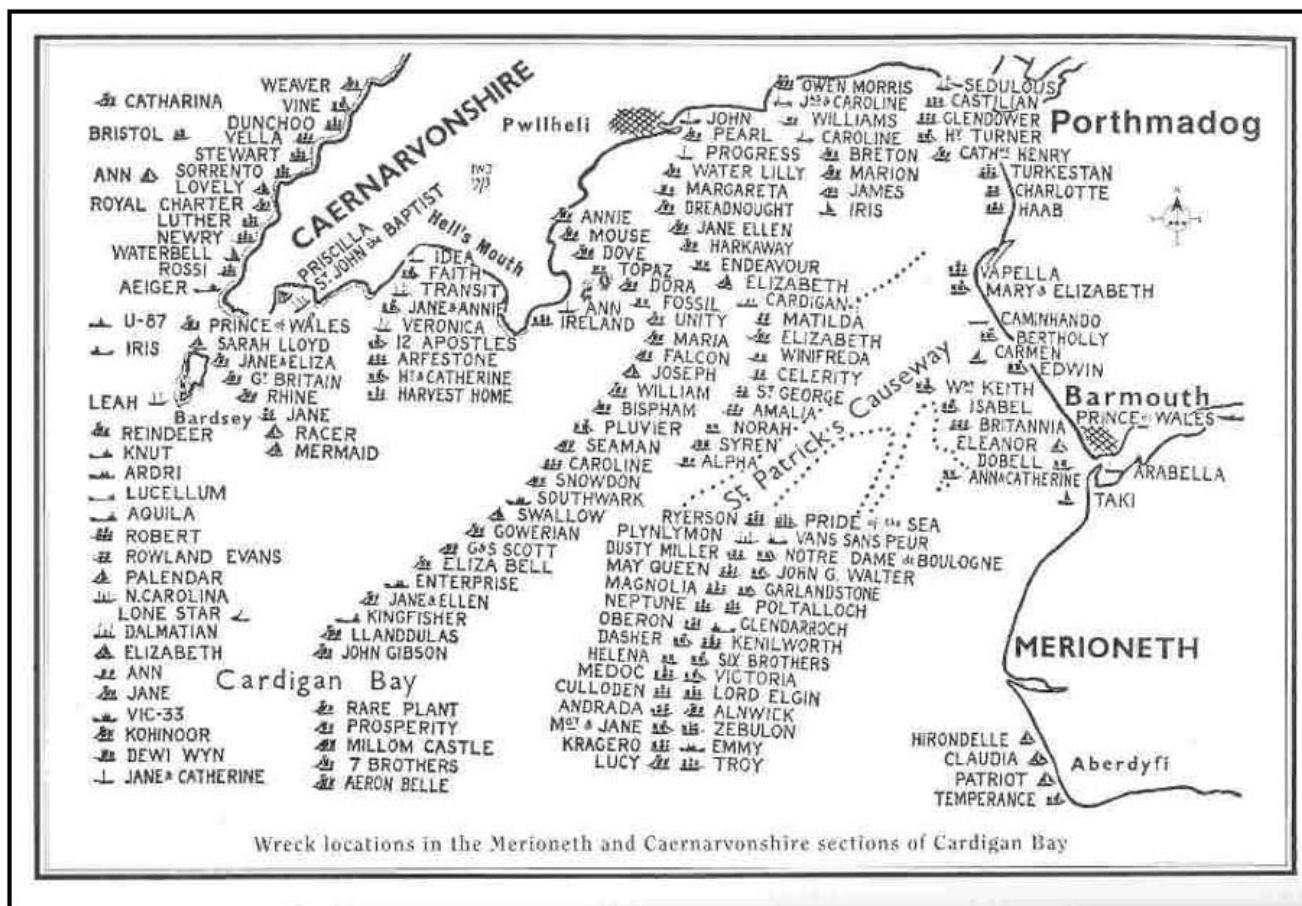 WEAVER
CATHARINA
VINE
DUNCHOO
BRISTOL
VELLA
STEWART
ANN
SORRENTO
LOVELY
ROYAL CHARTER
LUTHER
NEWRY
WATERBELL
ROSSI
AEIGER
CAERNARVONSHIRE
PRISCILLA
ST. JOHN the BAPTIST
Hell's Mouth
IDEA
FAITH
TRANSIT
JANE & ANNIE
VERONICA
12 APOSTLES
ARFESTONE
HY & CATHERINE
HARVEST HOME
U-87
IRIS
PRINCE of WALES
SARAH LLOYD
JANE & ELIZA
GT BRITAIN
RHINE
JANE
RACER
MERMAID
LEAH
Bardsey
REINDEER
KNUT
ARDRI
LUCELLUM
AQUILA
ROBERT
ROWLAND EVANS
PALENDAR
N. CAROLINA
LONE STAR
DALMATIAN
ELIZABETH
ANN
JANE
VIC-33
KOHINOOR
DEWI WYN
JANE & CATHERINE
Pwllheli
JOHN
PEARL
PROGRESS
WATER LILLY
MARGARETA
DREADNOUGHT
JANE ELLEN
HARKAWAY
ENDEAVOUR
ELIZABETH
CARDIGAN
MATILDA
ELIZABETH
WINIFREDA
CELERITY
ST GEORGE
AMALIA
NORAH
SYREN
ALPHA
ANNIE
MOUSE
DOVE
TOPAZ
DORA
ANN
FOSSIL
IRELAND
UNITY
MARIA
FALCON
JOSEPH
WILLIAM
BISPHAM
PLUVIER
SEAMAN
CAROLINE
SNOWDON
SOUTHWARK
SWALLOW
GOWERIAN
G & S SCOTT
ELIZA BELL
ENTERPRISE
JANE & ELLEN
KINGFISHER
LLANDDULAS
JOHN GIBSON
Cardigan Bay
RARE PLANT
PROSPERITY
MILLOM CASTLE
7 BROTHERS
AERON BELLE
OWEN MORRIS
JAS & CAROLINE
WILLIAMS
CAROLINE
BRETON
MARION
JAMES
IRIS
SEDULOUS
CASTILIAN
GLENDOWER
HY TURNER
CATHNE HENRY
TURKESTAN
CHARLOTTE
HAAB
Porthmadog
N
VAPELLA
MARY & ELIZABETH
CAMINHANDO
BERTHOLLY
CARMEN
EDWIN
WM KEITH
ISABEL
BRITANNIA
ELEANOR
DOBELL
ANN & CATHERINE
Barmouth
PRINCE of WALES
ARABELLA
TAKI
St. Patrick's Causeway
RYERSON PRIDE of the SEA
PLYNLYMON VANS SANS PEUR
DUSTY MILLER NOTRE DAME de BOULOGNE
MAY QUEEN JOHN G. WALTER
MAGNOLIA GARLANDSTONE
NEPTUNE POLTALLOCH
OBERON GLENDARROCH
DASHER KENILWORTH
HELENA SIX BROTHERS
MEDOC VICTORIA
CULLODEN LORD ELGIN
ANDRADA ALNWICK
MGT & JANE ZEBULON
KRAGERO EMMY
LUCY TROY
MERIONETH
HIRONDELLE
CLAUDIA
PATRIOT
TEMPERANCE
Aberdyfi
Wreck locations in the Merioneth and Caernarvonshire sections of Cardigan Bay